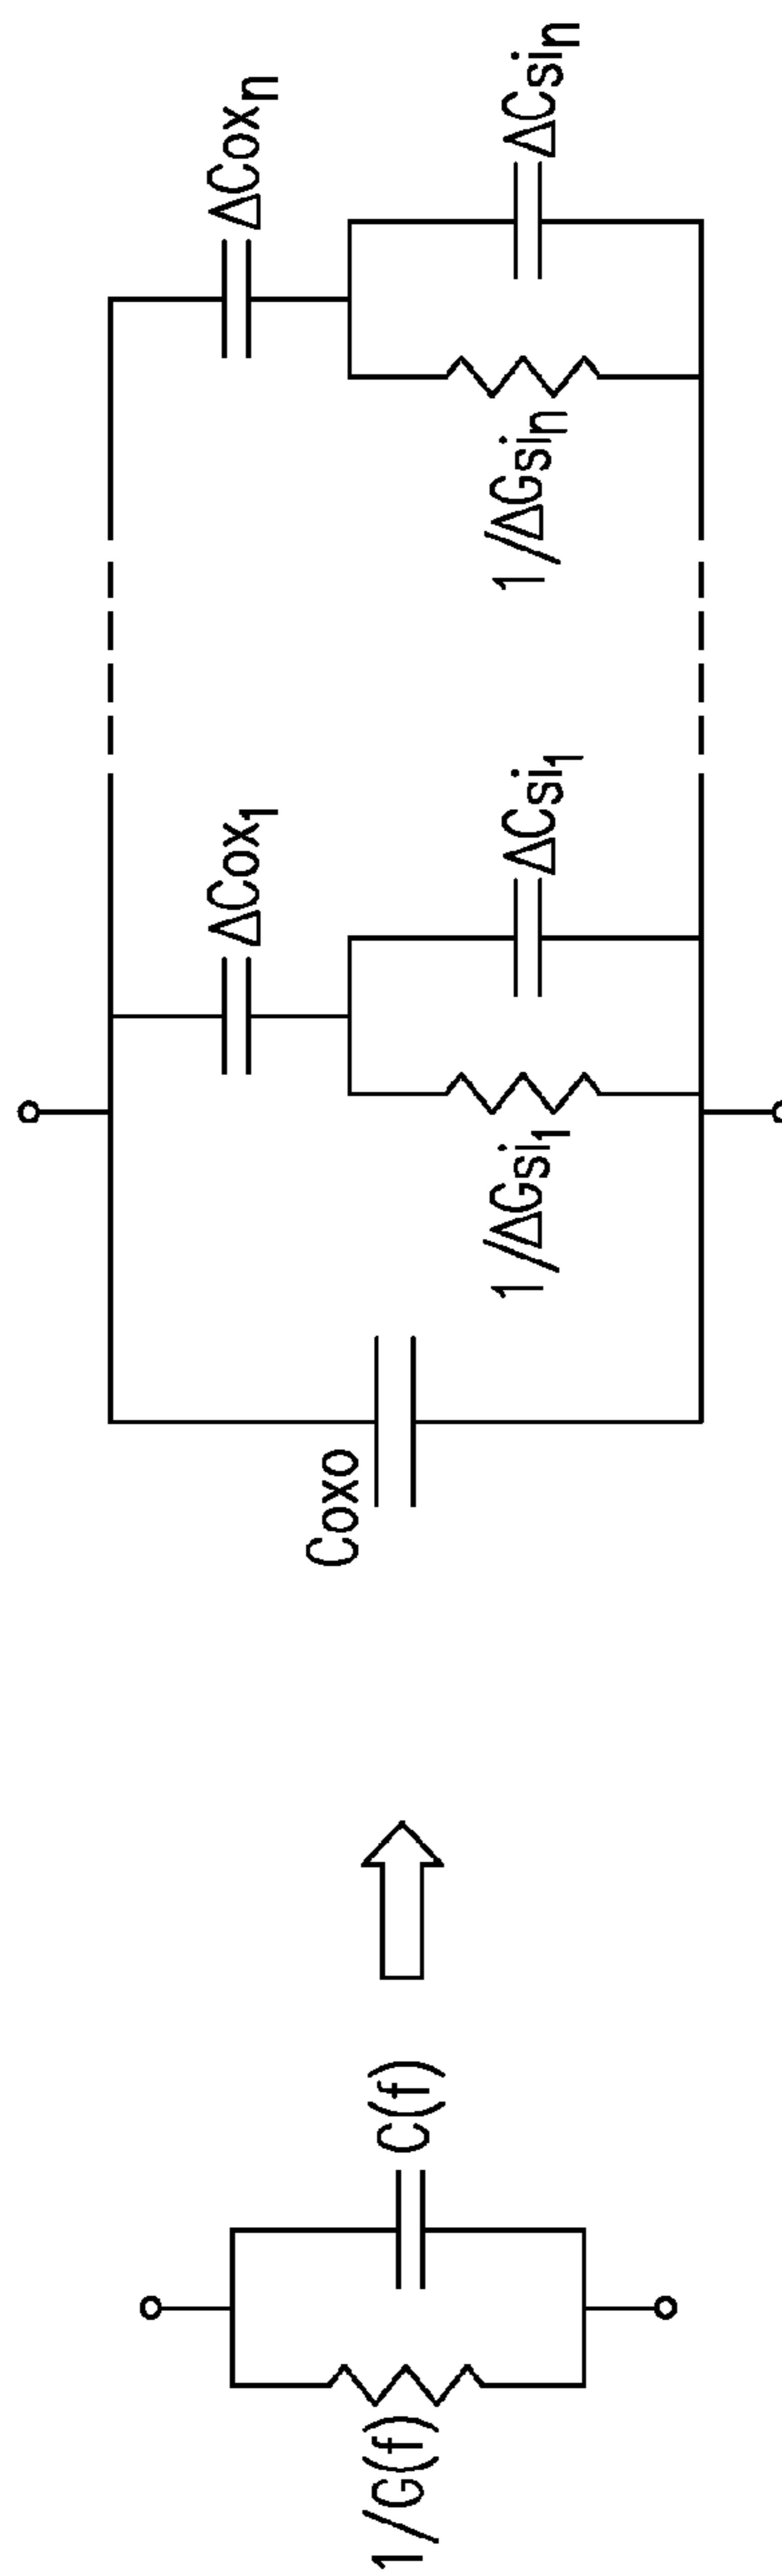 1/G(f)
C(f)
Coxo
ΔCox₁
1/ΔGsi₁
ΔCsi₁
ΔCoxₙ
1/ΔGsiₙ
ΔCsiₙ